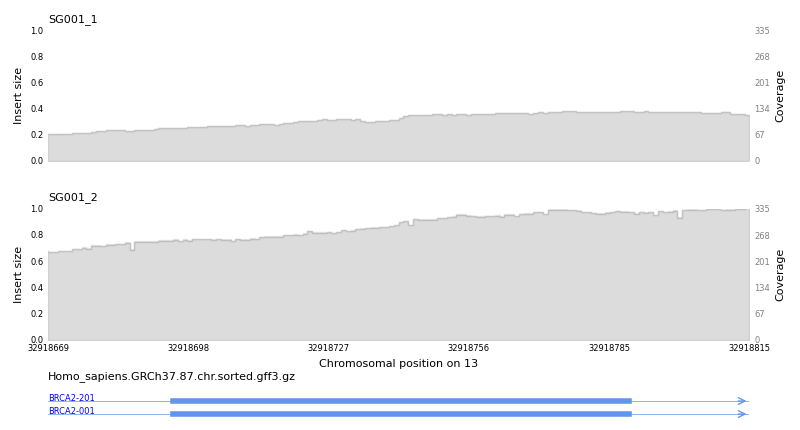 SG001_1
1.0 335
0.8 268
0.6 201
0.4 134
0.2 67
0.0 0
Insert size
Coverage
SG001_2
1.0 335
0.8 268
0.6 201
0.4 134
0.2 67
0.0 0
Insert size
Coverage
32918669 32918698 32918727 32918756 32918785 32918815
Chromosomal position on 13
Homo_sapiens.GRCh37.87.chr.sorted.gff3.gz
BRCA2-201
BRCA2-001